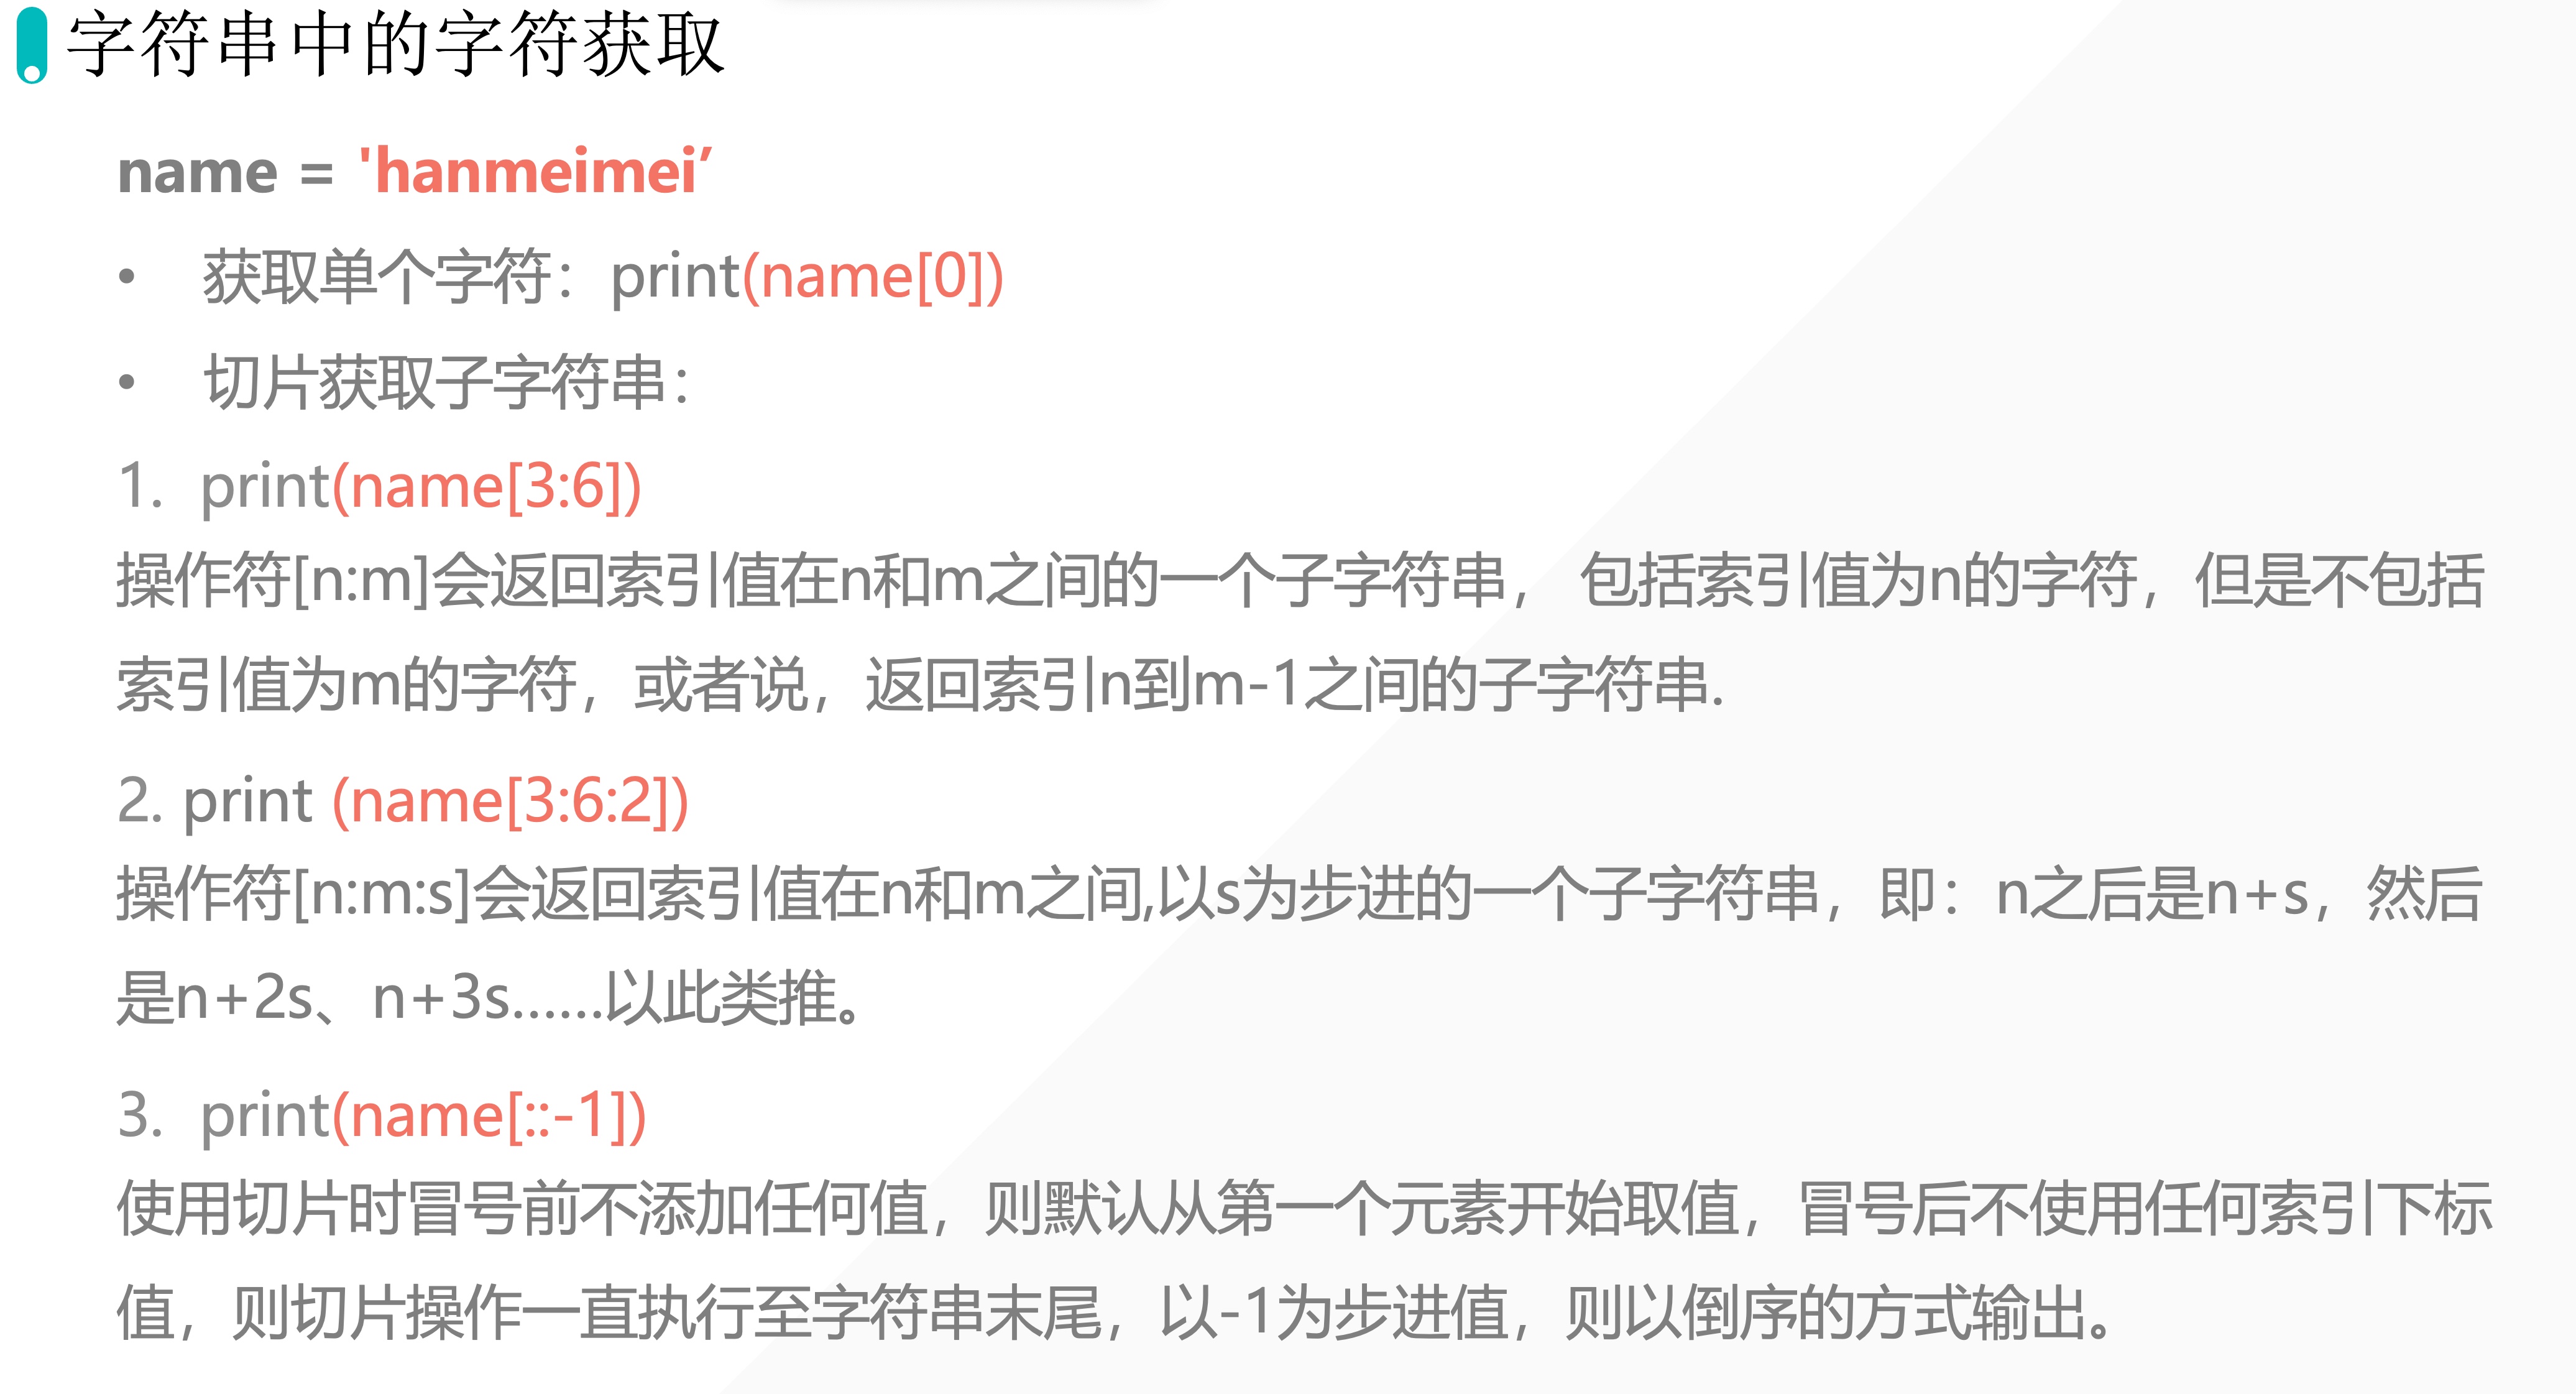 字符串中的字符获取
name = 'hanmeimei’
• 获取单个字符：print(name[0])
• 切片获取子字符串：
1. print(name[3:6])
操作符[n:m]会返回索引值在n和m之间的一个子字符串， 包括索引值为n的字符，但是不包括
索引值为m的字符，或者说，返回索引n到m-1之间的子字符串.
2. print (name[3:6:2])
操作符[n:m:s]会返回索引值在n和m之间,以s为步进的一个子字符串，即：n之后是n+s，然后
是n+2s、n+3s……以此类推。
3. print(name[::-1])
使用切片时冒号前不添加任何值，则默认从第一个元素开始取值，冒号后不使用任何索引下标
值，则切片操作一直执行至字符串末尾，以-1为步进值，则以倒序的方式输出。